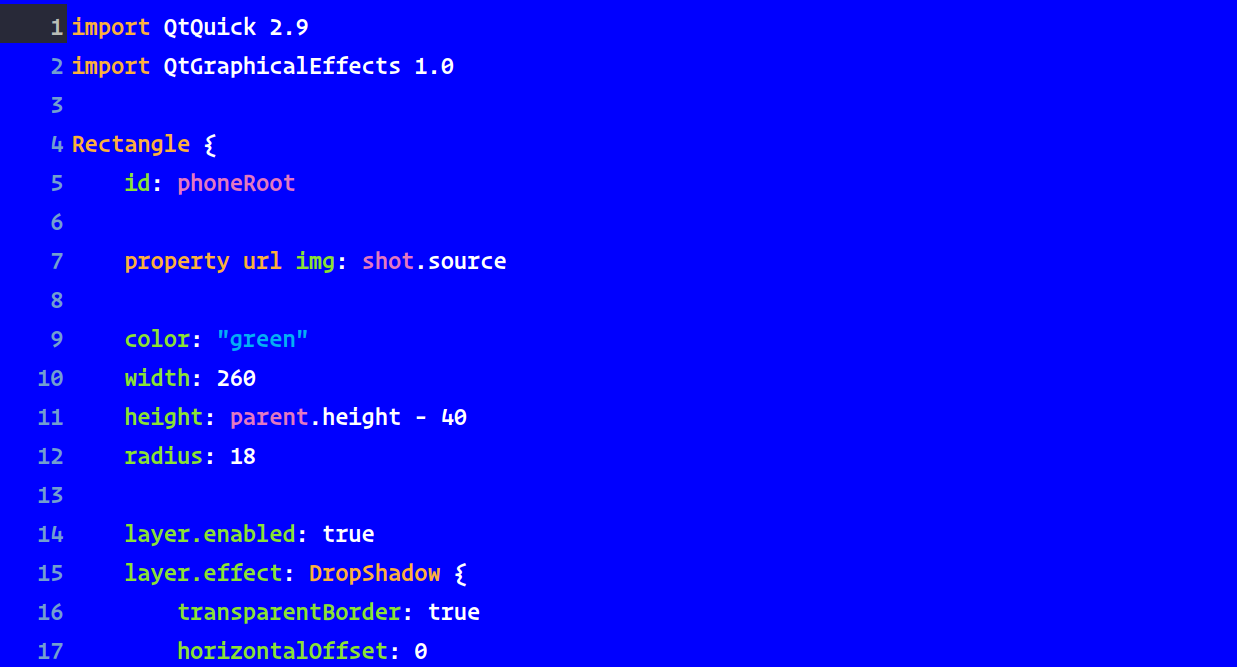 1 import QtQuick 2.9
2 import QtGraphicalEffects 1.0
3
4 Rectangle {
5     id: phoneRoot
6
7     property url img: shot.source
8
9     color: "green"
10     width: 260
11     height: parent.height - 40
12     radius: 18
13
14     layer.enabled: true
15     layer.effect: DropShadow {
16         transparentBorder: true
17         horizontalOffset: 0